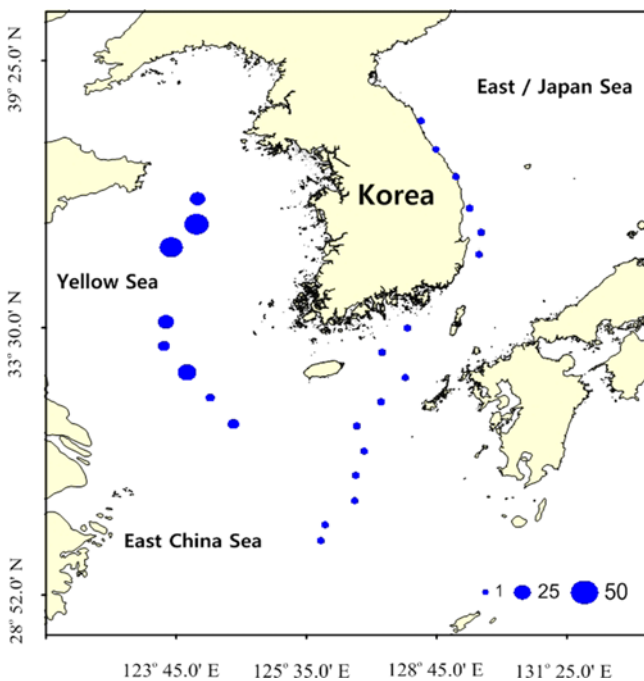 39° 25.0' N
East / Japan Sea
Korea
Yellow Sea
33° 30.0' N
East China Sea
1 25 50
28° 52.0' N
123° 45.0' E 125° 35.0' E 128° 45.0' E 131° 25.0' E